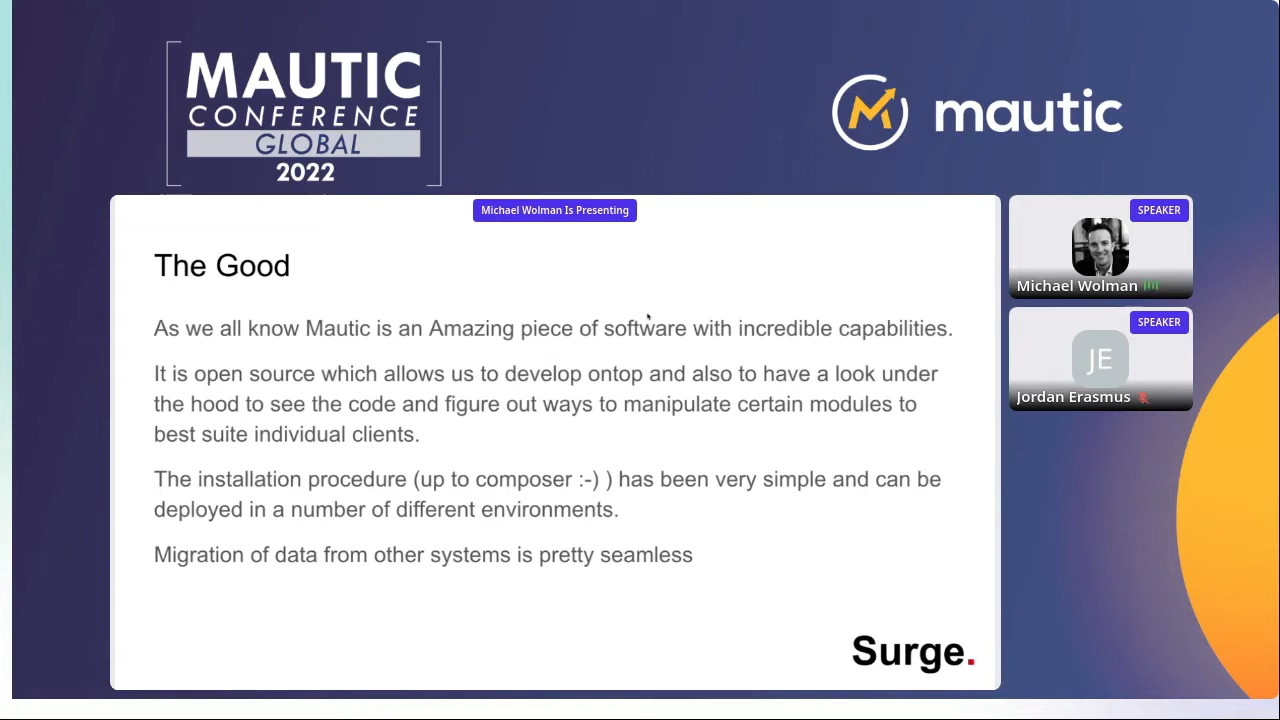 MAUTIC
CONFERENCE
GLOBAL
2022
mautic
Michael Wolman Is Presenting
The Good
As we all know Mautic is an Amazing piece of software with incredible capabilities.
It is open source which allows us to develop ontop and also to have a look under
the hood to see the code and figure out ways to manipulate certain modules to
best suite individual clients.
The installation procedure (up to composer :-) ) has been very simple and can be
deployed in a number of different environments.
Migration of data from other systems is pretty seamless
Surge.
SPEAKER
Michael Wolman
SPEAKER
JE
Jordan Erasmus